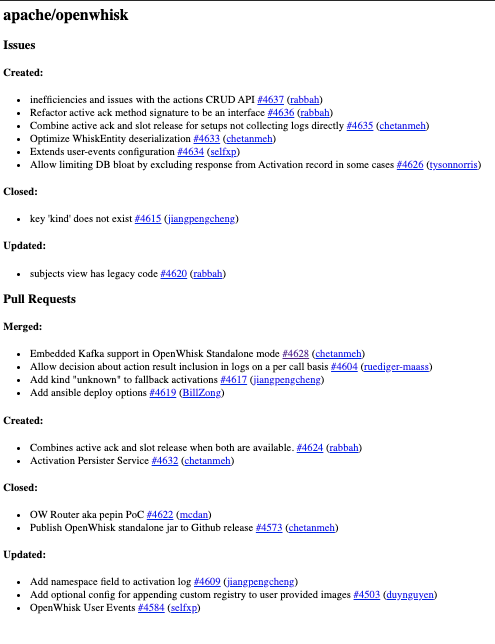 apache/openwhisk
Issues
Created:
• inefficiencies and issues with the actions CRUD API #4637 (rabbah)
• Refactor active ack method signature to be an interface #4636 (rabbah)
• Combine active ack and slot release for setups not collecting logs directly #4635 (chetanmeh)
• Optimize WhiskEntity deserialization #4633 (chetanmeh)
• Extends user-events configuration #4634 (selfxp)
• Allow limiting DB bloat by excluding response from Activation record in some cases #4626 (tysonnorris)
Closed:
• key 'kind' does not exist #4615 (jiangpengcheng)
Updated:
• subjects view has legacy code #4620 (rabbah)
Pull Requests
Merged:
• Embedded Kafka support in OpenWhisk Standalone mode #4628 (chetanmeh)
• Allow decision about action result inclusion in logs on a per call basis #4604 (ruediger-maass)
• Add kind "unknown" to fallback activations #4617 (jiangpengcheng)
• Add ansible deploy options #4619 (BillZong)
Created:
• Combines active ack and slot release when both are available. #4624 (rabbah)
• Activation Persister Service #4632 (chetanmeh)
Closed:
• OW Router aka pepin PoC #4622 (mcdan)
• Publish OpenWhisk standalone jar to Github release #4573 (chetanmeh)
Updated:
• Add namespace field to activation log #4609 (jiangpengcheng)
• Add optional config for appending custom registry to user provided images #4503 (duynguyen)
• OpenWhisk User Events #4584 (selfxp)